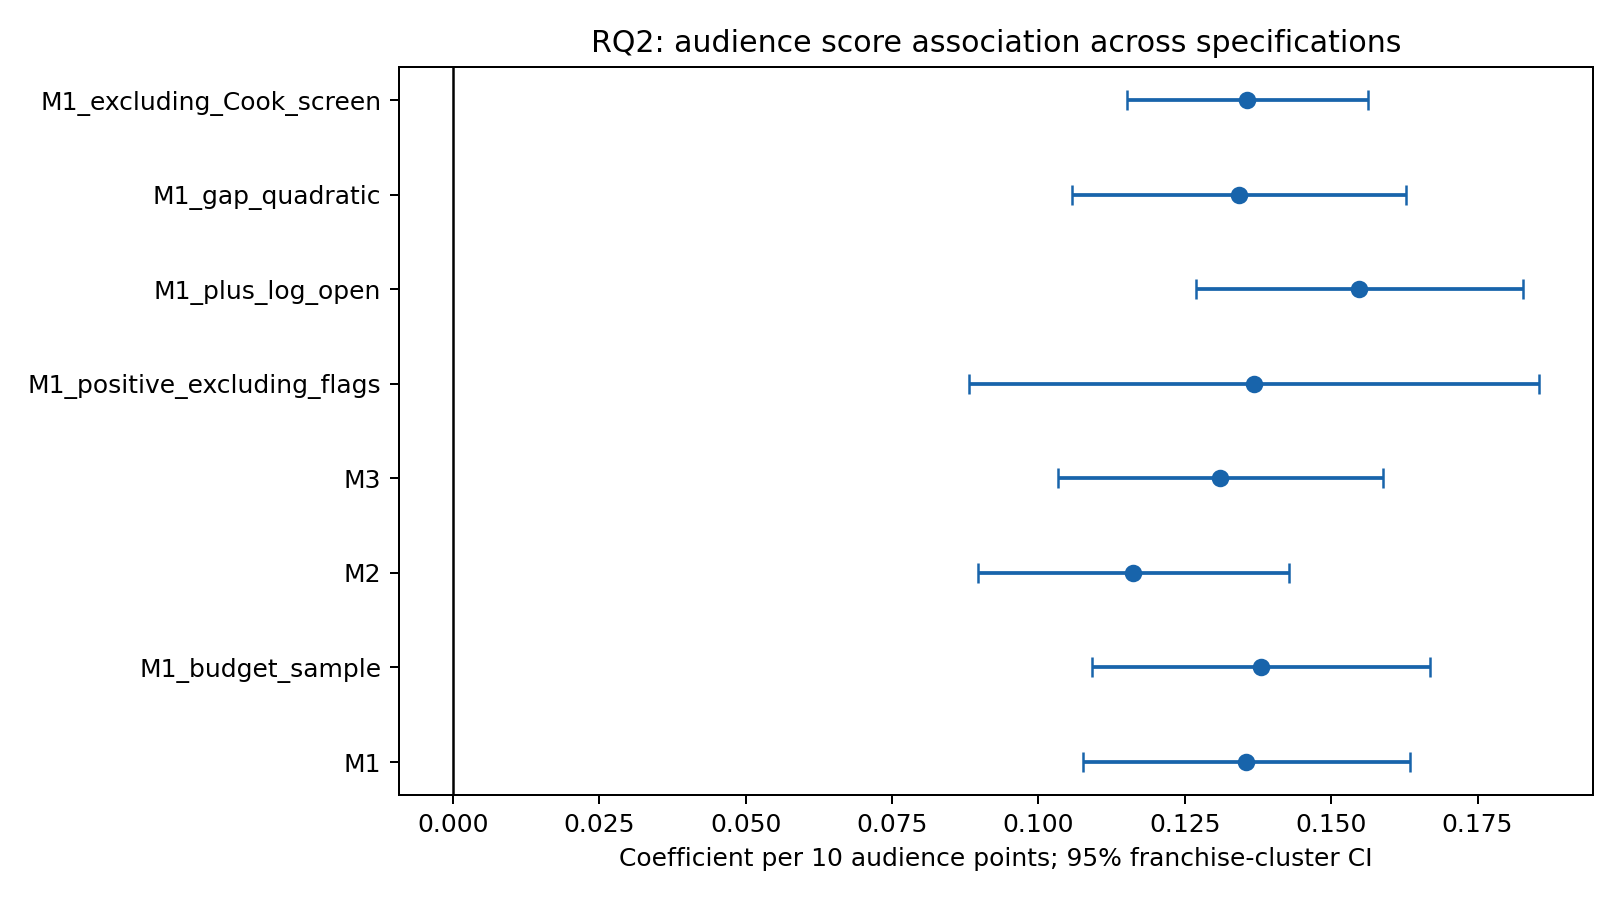 RQ2: audience score association across specifications
M1_excluding_Cook_screen
M1_gap_quadratic
M1_plus_log_open
M1_positive_excluding_flags
M3
M2
M1_budget_sample
M1
0.000 0.025 0.050 0.075 0.100 0.125 0.150 0.175
Coefficient per 10 audience points; 95% franchise-cluster CI